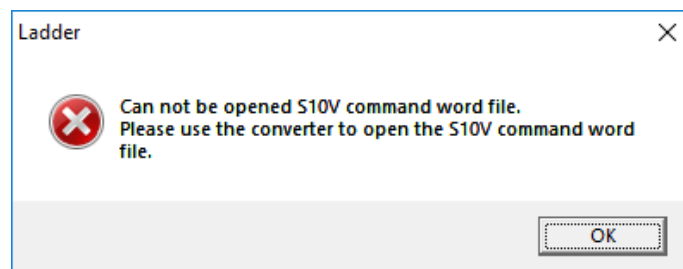 Ladder
Can not be opened S10V command word file.
Please use the converter to open the S10V command word
file.
OK